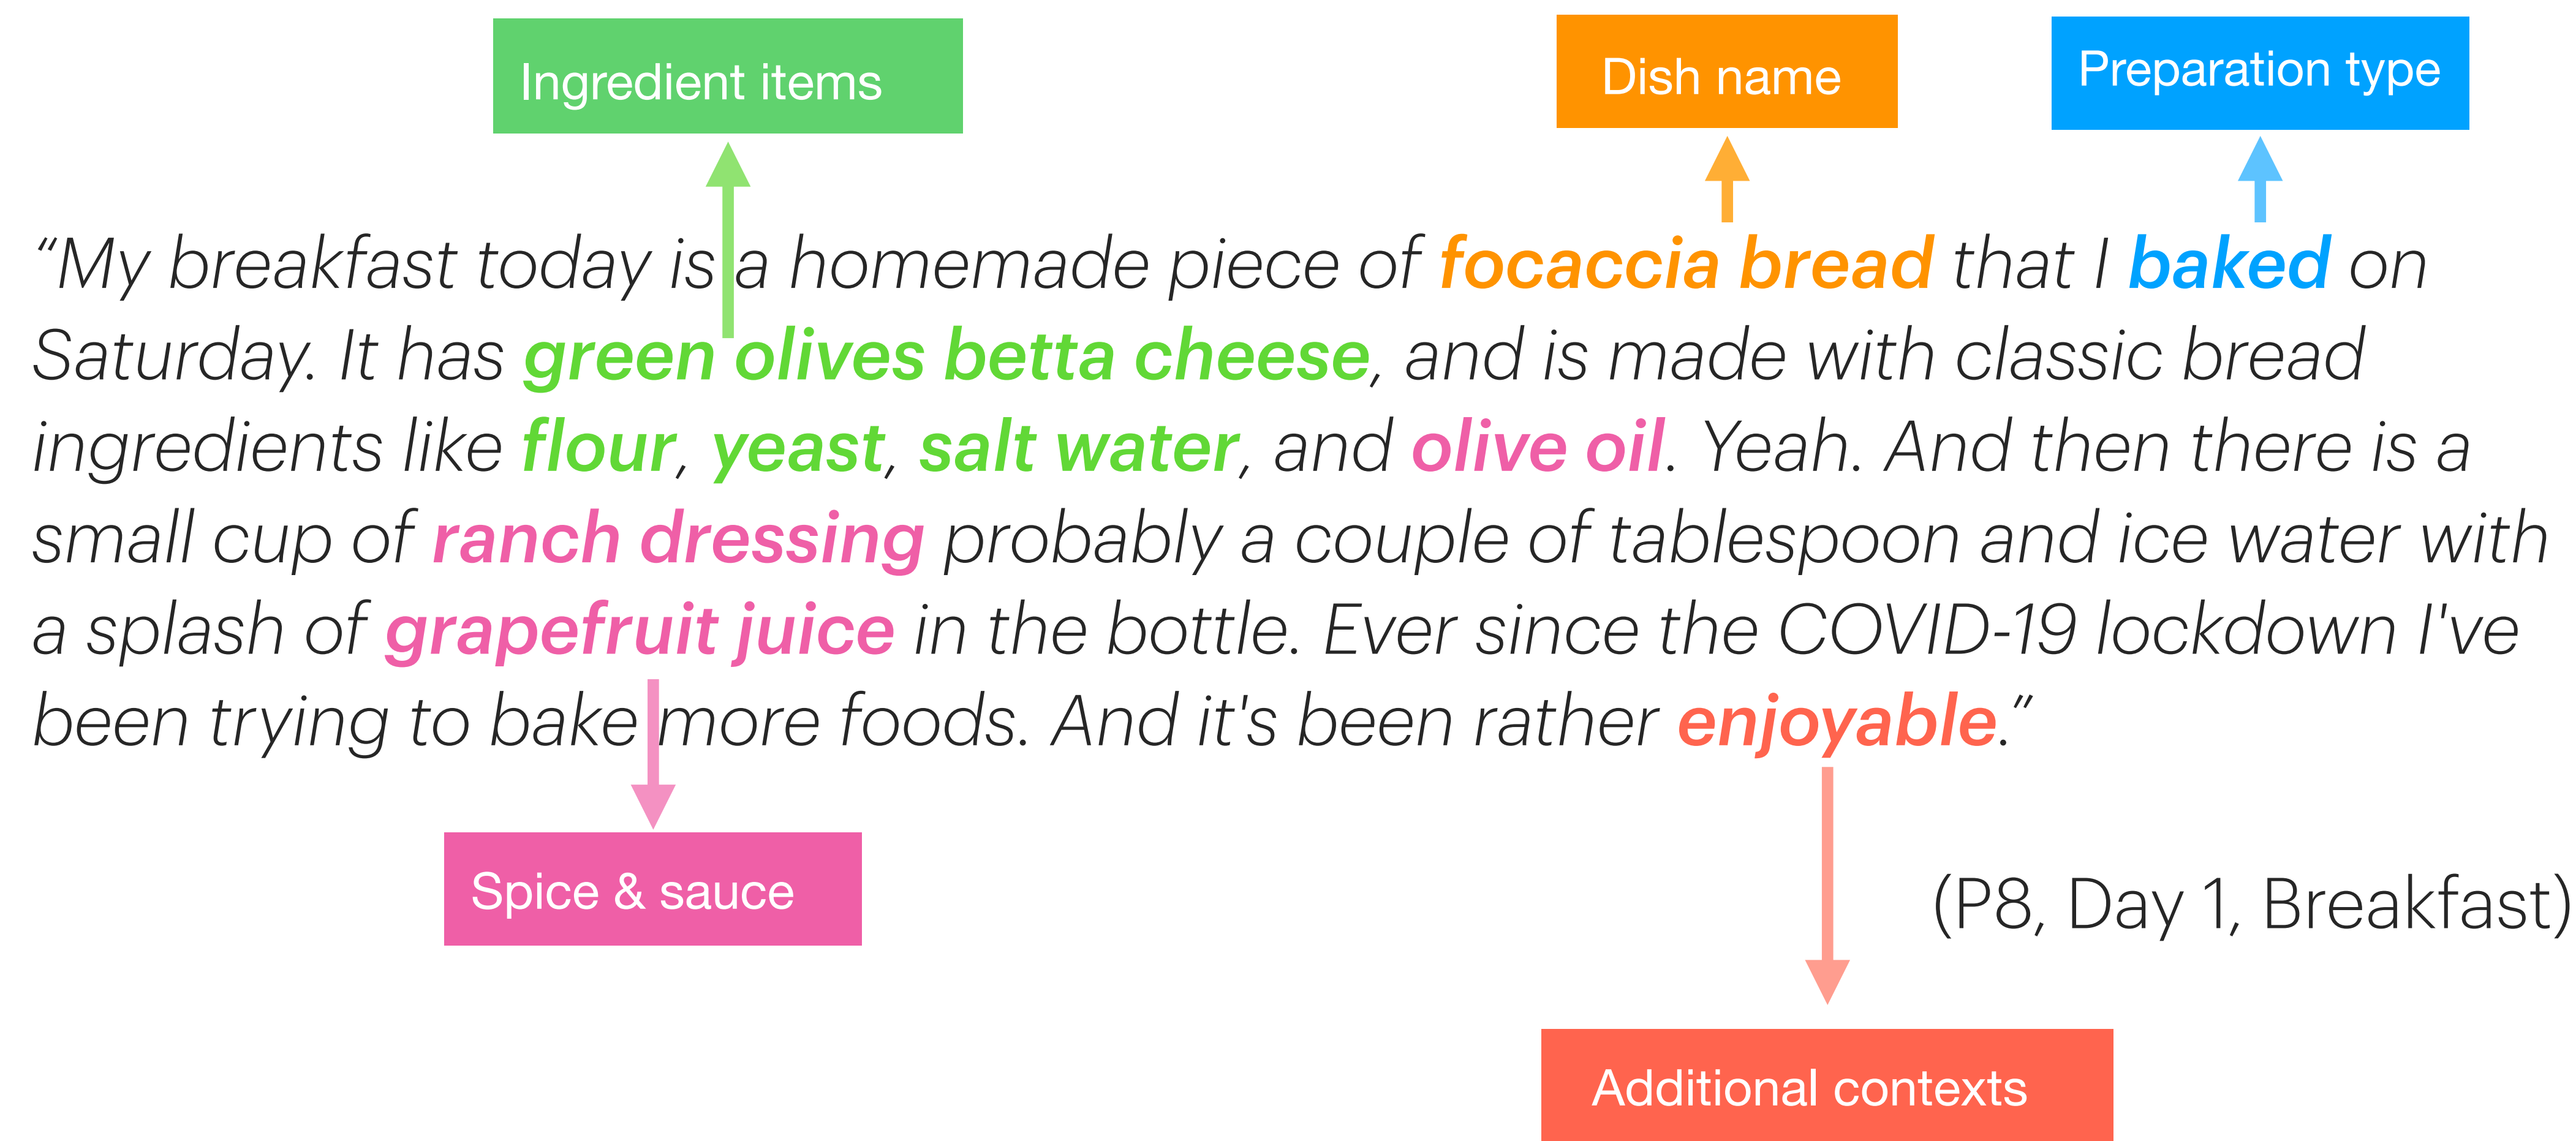 Ingredient items
Dish name
Preparation type
“My breakfast today is a homemade piece of focaccia bread that I baked on
Saturday. It has green olives betta cheese, and is made with classic bread
ingredients like flour, yeast, salt water, and olive oil. Yeah. And then there is a
small cup of ranch dressing probably a couple of tablespoon and ice water with
a splash of grapefruit juice in the bottle. Ever since the COVID-19 lockdown I've
been trying to bake more foods. And it's been rather enjoyable.”
Spice & sauce
(P8, Day 1, Breakfast)
Additional contexts